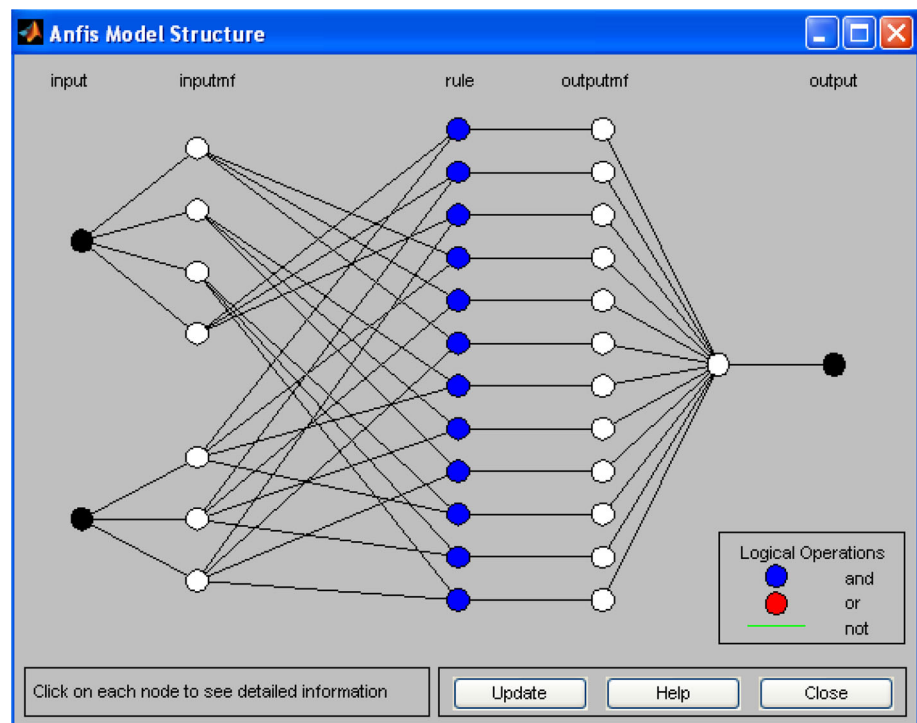 Anfis Model Structure
input inputmf rule outputmf output
Logical Operations
and
or
not
Click on each node to see detailed information
Update Help Close